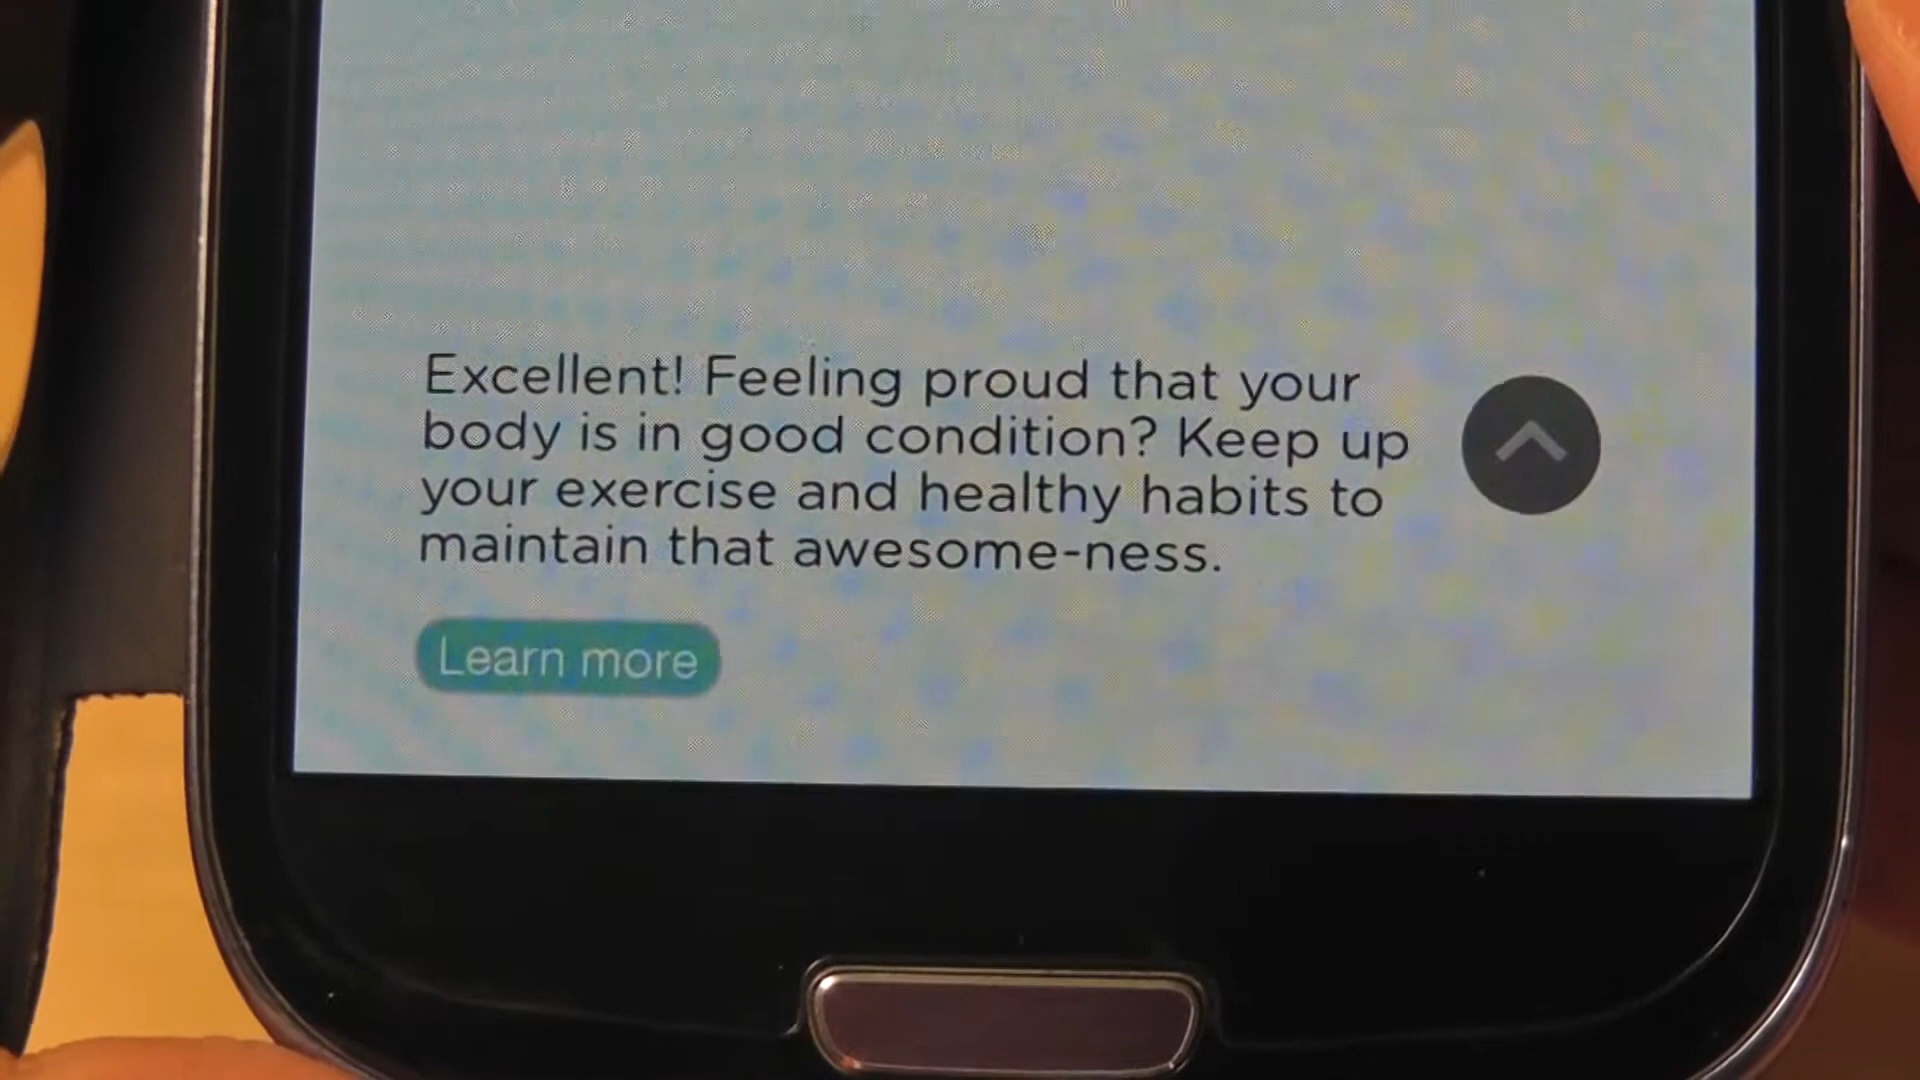 Excellent! Feeling proud that your
body is in good condition? Keep up
your exercise and healthy habits to
maintain that awesome-ness.
Learn more